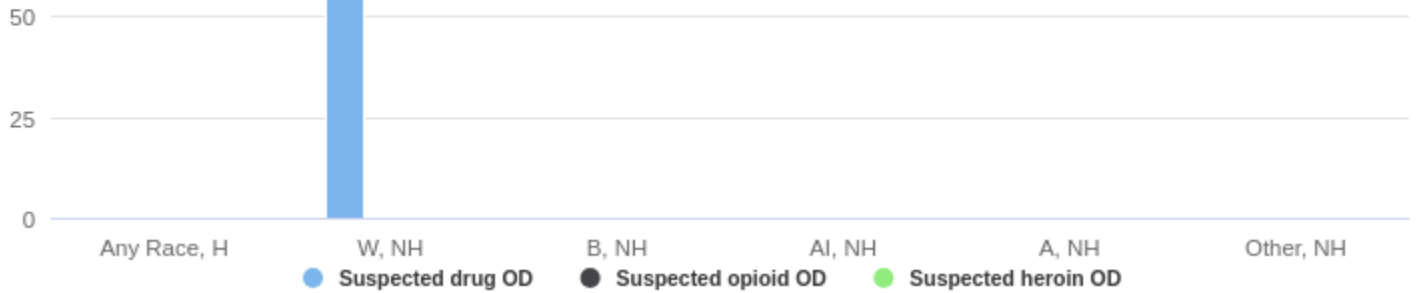 50
25
0
Any Race, H W, NH B, NH AI, NH A, NH Other, NH
Suspected drug OD Suspected opioid OD Suspected heroin OD